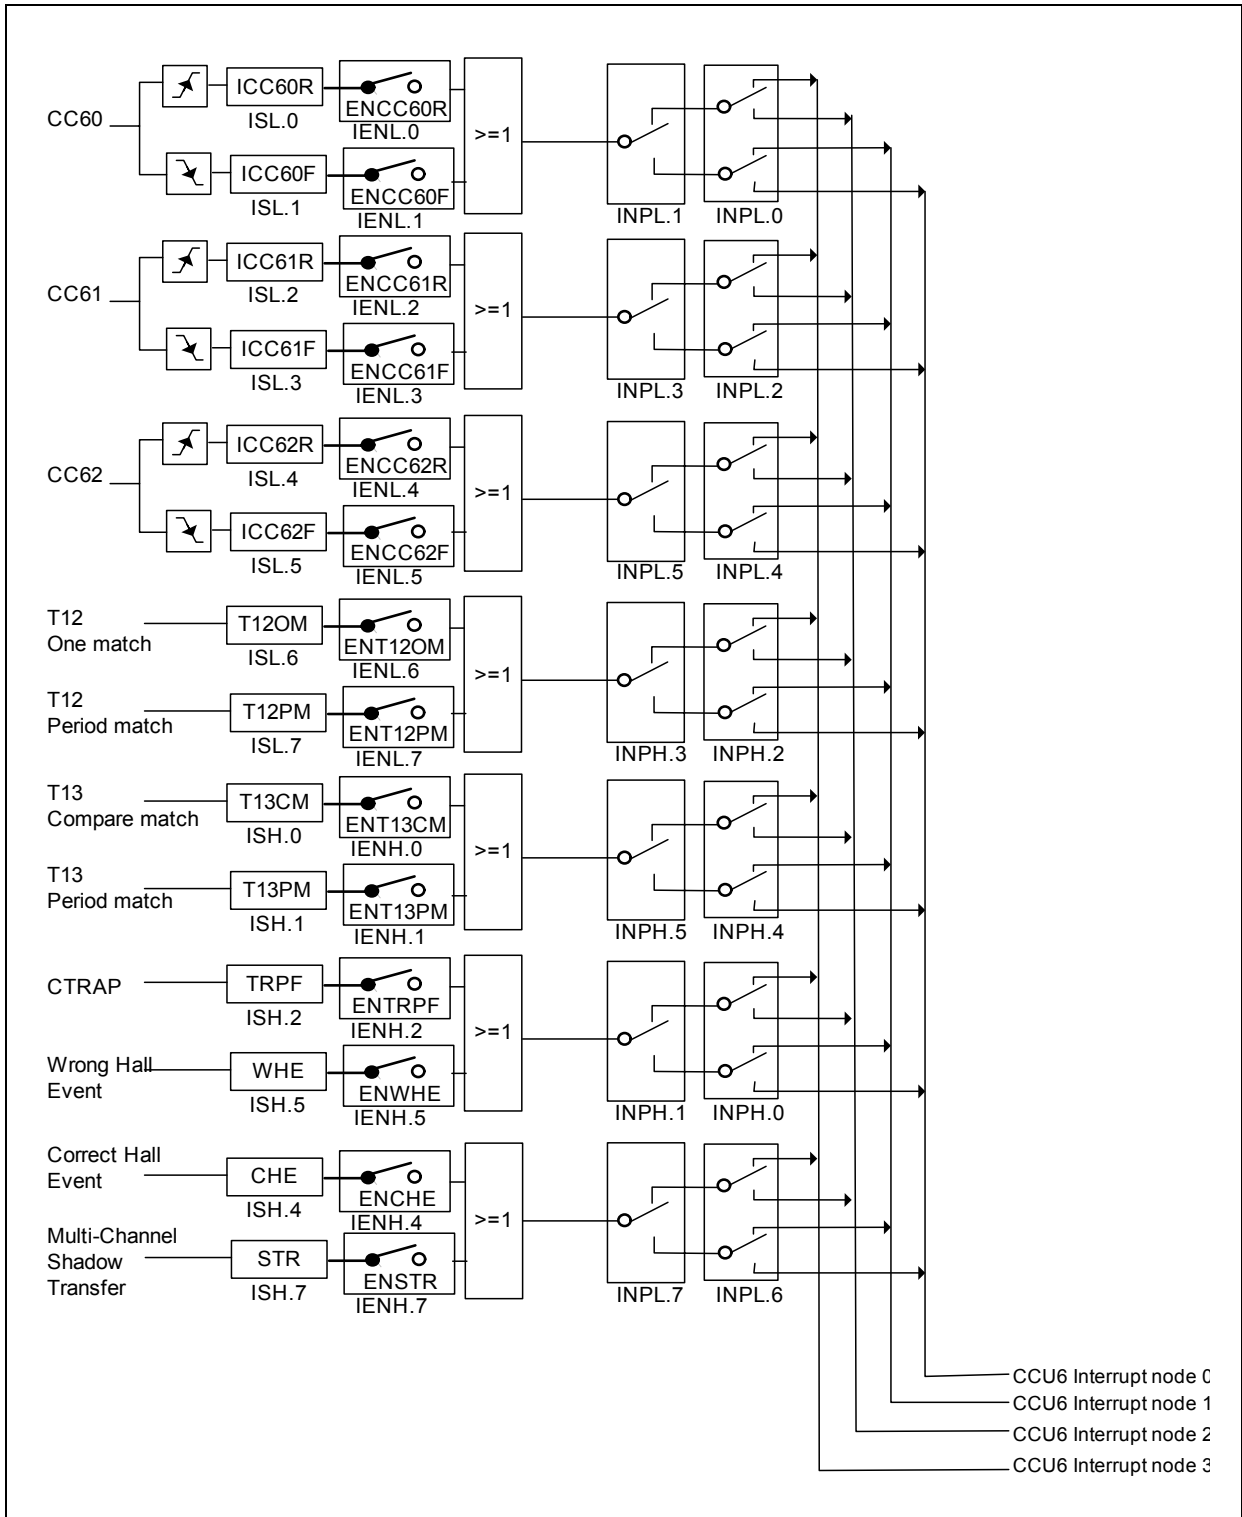 CC60
ICC60R
ISL.0
ENCC60R
IENL.0
ICC60F
ISL.1
ENCC60F
IENL.1
>=1
INPL.1
INPL.0
CC61
ICC61R
ISL.2
ENCC61R
IENL.2
ICC61F
ISL.3
ENCC61F
IENL.3
>=1
INPL.3
INPL.2
CC62
ICC62R
ISL.4
ENCC62R
IENL.4
ICC62F
ISL.5
ENCC62F
IENL.5
>=1
INPL.5
INPL.4
T12
One match
T12OM
ISL.6
ENT12OM
IENL.6
T12
Period match
T12PM
ISL.7
ENT12PM
IENL.7
>=1
INPH.3
INPH.2
T13
Compare match
T13CM
ISH.0
ENT13CM
IENH.0
T13
Period match
T13PM
ISH.1
ENT13PM
IENH.1
>=1
INPH.5
INPH.4
CTRAP
TRPF
ISH.2
ENTRPF
IENH.2
Wrong Hall
Event
WHE
ISH.5
ENWHE
IENH.5
>=1
INPH.1
INPH.0
Correct Hall
Event
CHE
ISH.4
ENCHE
IENH.4
Multi-Channel
Shadow
Transfer
STR
ISH.7
ENSTR
IENH.7
>=1
INPL.7
INPL.6
CCU6 Interrupt node 0
CCU6 Interrupt node 1
CCU6 Interrupt node 2
CCU6 Interrupt node 3